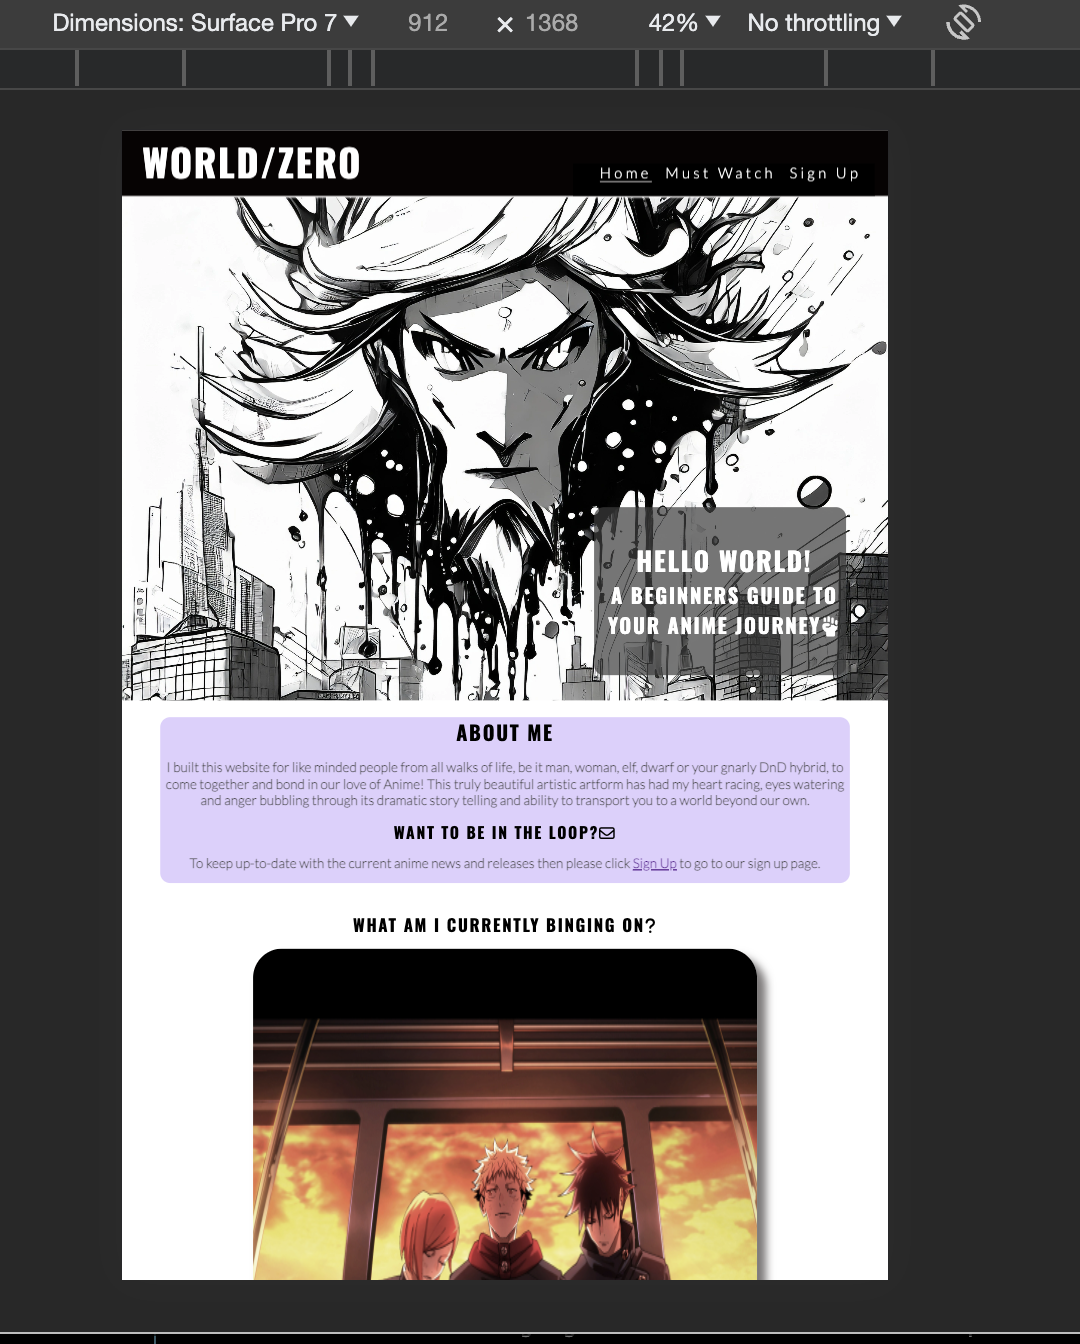 Dimensions: Surface Pro 7 912 × 1368 42% No throttling
WORLD/ZERO
Home Must Watch Sign Up
HELLO WORLD!
A BEGINNERS GUIDE TO
YOUR ANIME JOURNEY
ABOUT ME
I built this website for like minded people from all walks of life, be it man, woman, elf, dwarf or your gnarly DnD hybrid, to
come together and bond in our love of Anime! This truly beautiful artistic artform has had my heart racing, eyes watering
and anger bubbling through its dramatic story telling and ability to transport you to a world beyond our own.
WANT TO BE IN THE LOOP?
To keep up-to-date with the current anime news and releases then please click Sign Up to go to our sign up page.
WHAT AM I CURRENTLY BINGING ON?